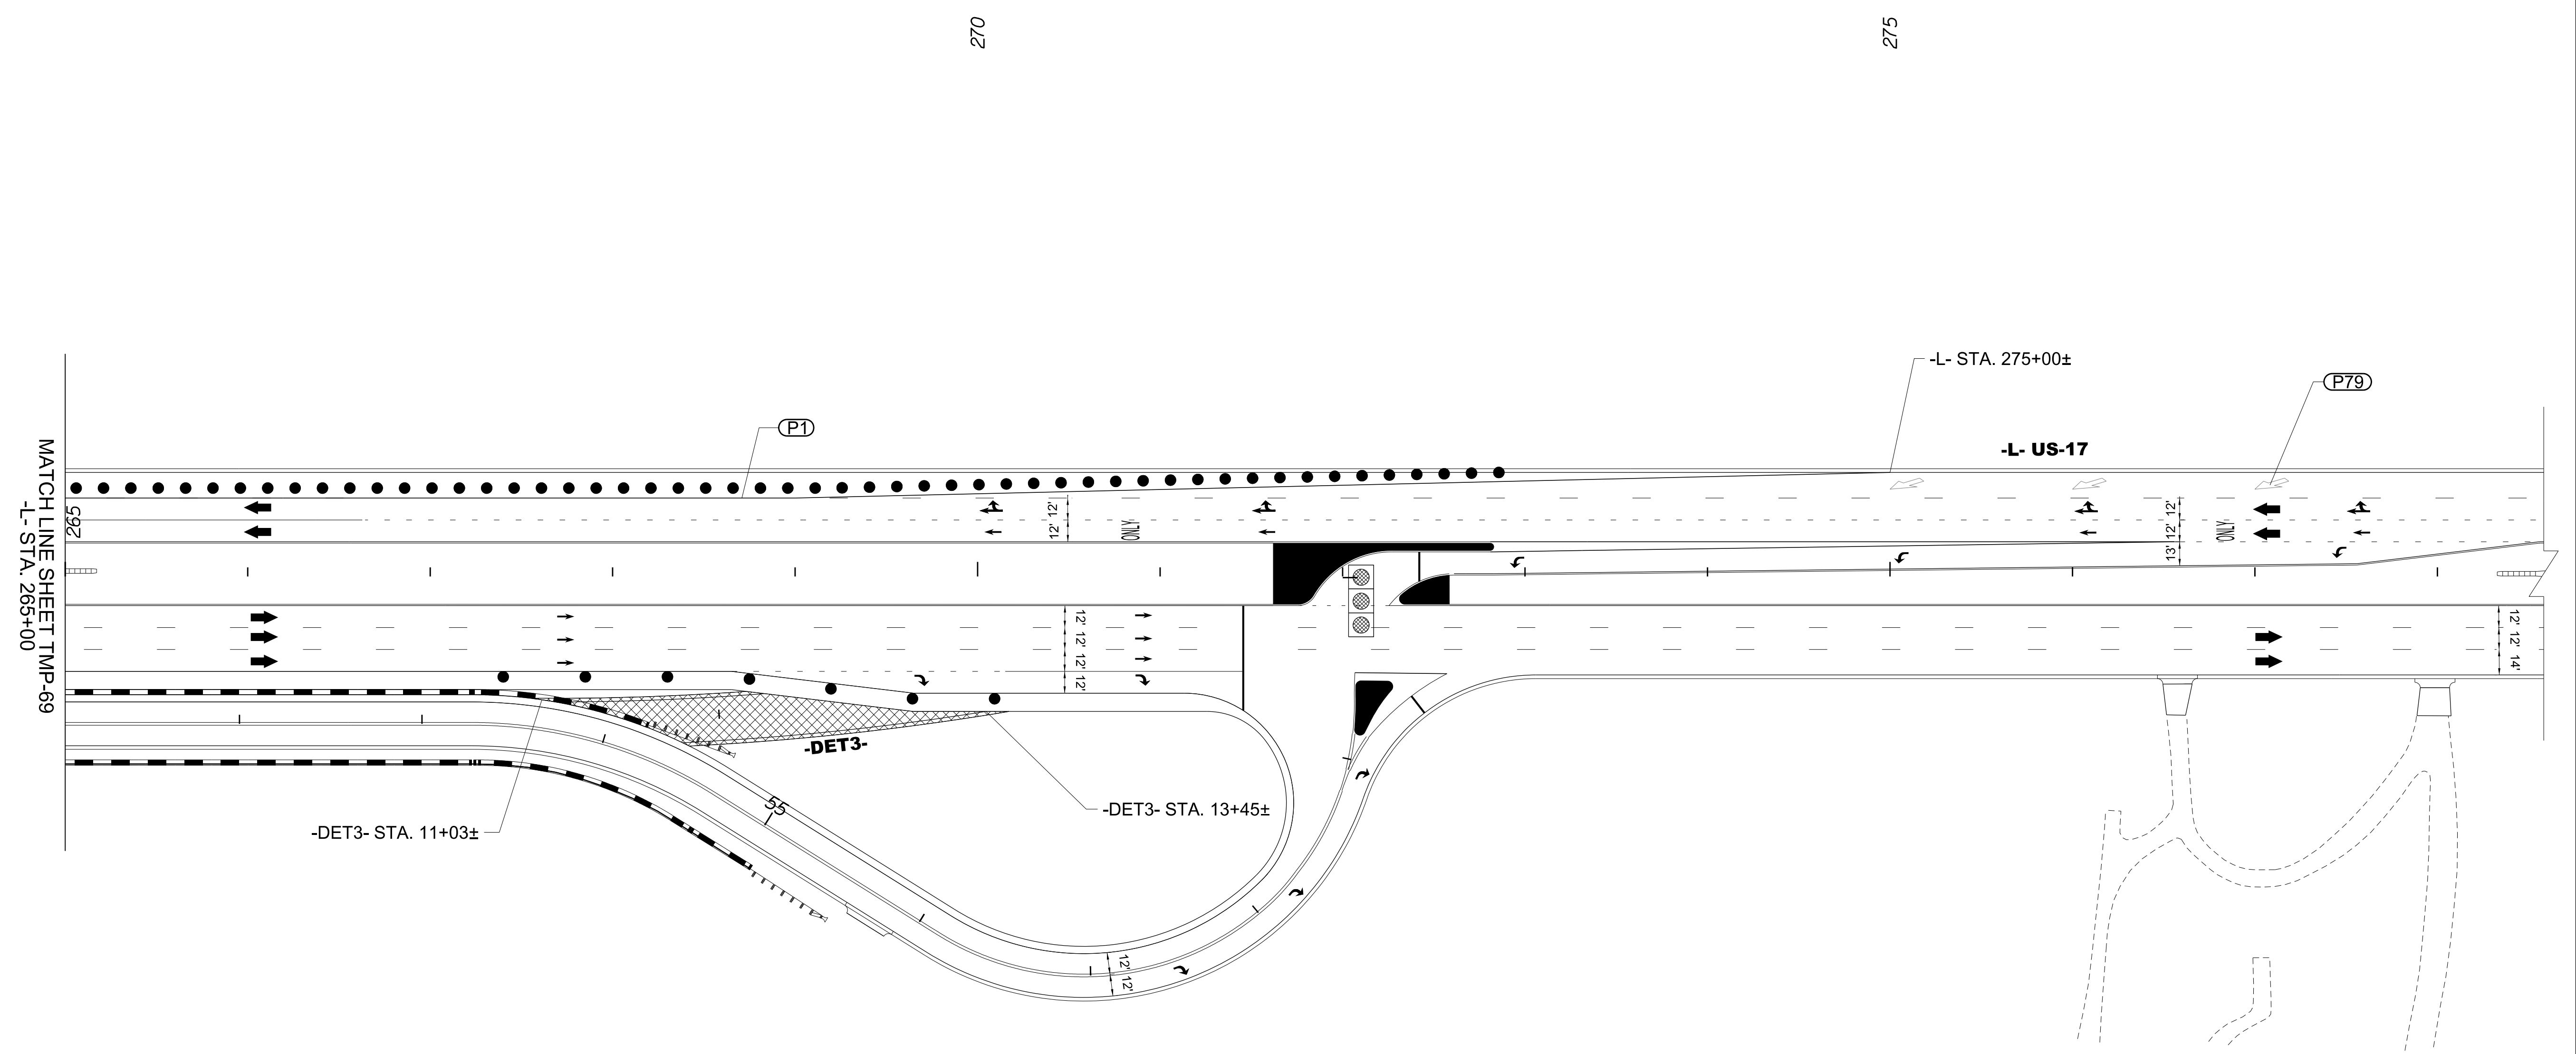 270
275
-L- STA. 275+00±
P79
P1
-L- US-17
MATCH LINE SHEET TMP-69
-L- STA. 265+00
265
12'
12'
ONLY
12'
12'
13'
ONLY
12'
12'
12'
12'
12'
12'
14'
-DET3-
55
-DET3- STA. 13+45±
-DET3- STA. 11+03±
12'
12'